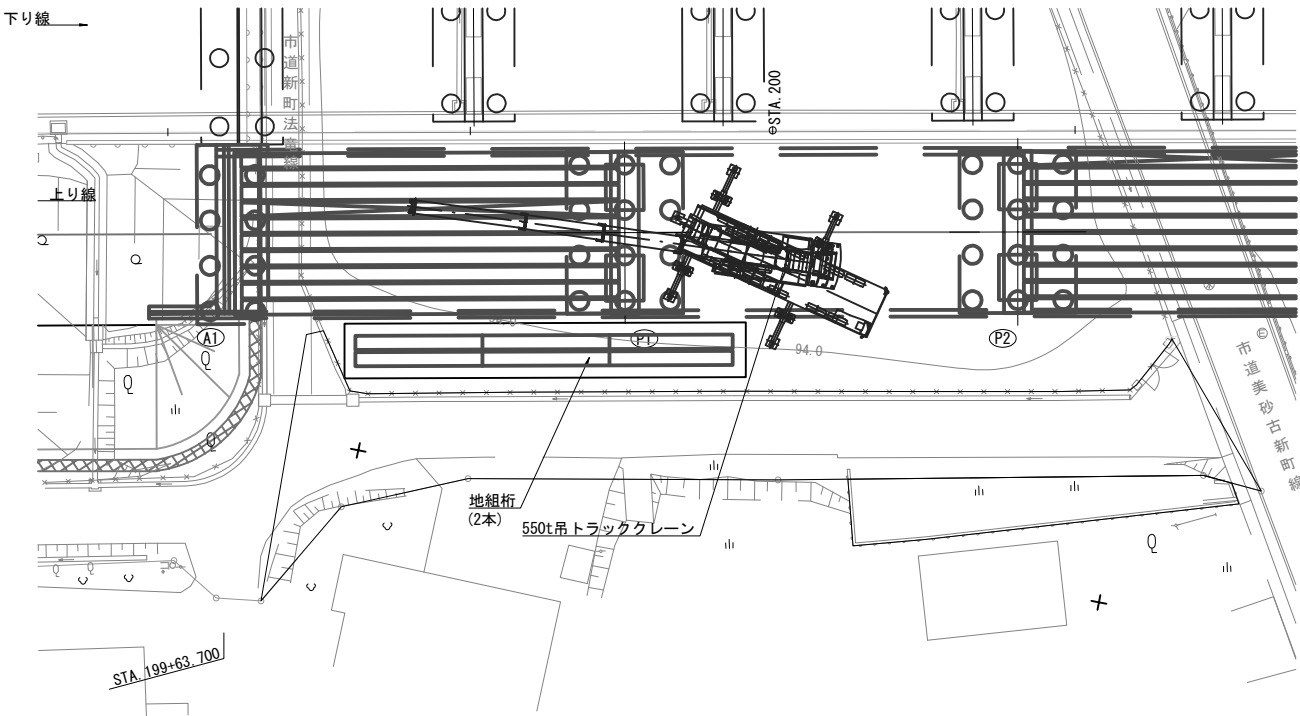 下り線
市道新町法童線
STA.200
上り線
A1
P1
P2
94.0
市道美砂古新町線
地組桁
(2本)
550t吊トラッククレーン
STA.199+63.700